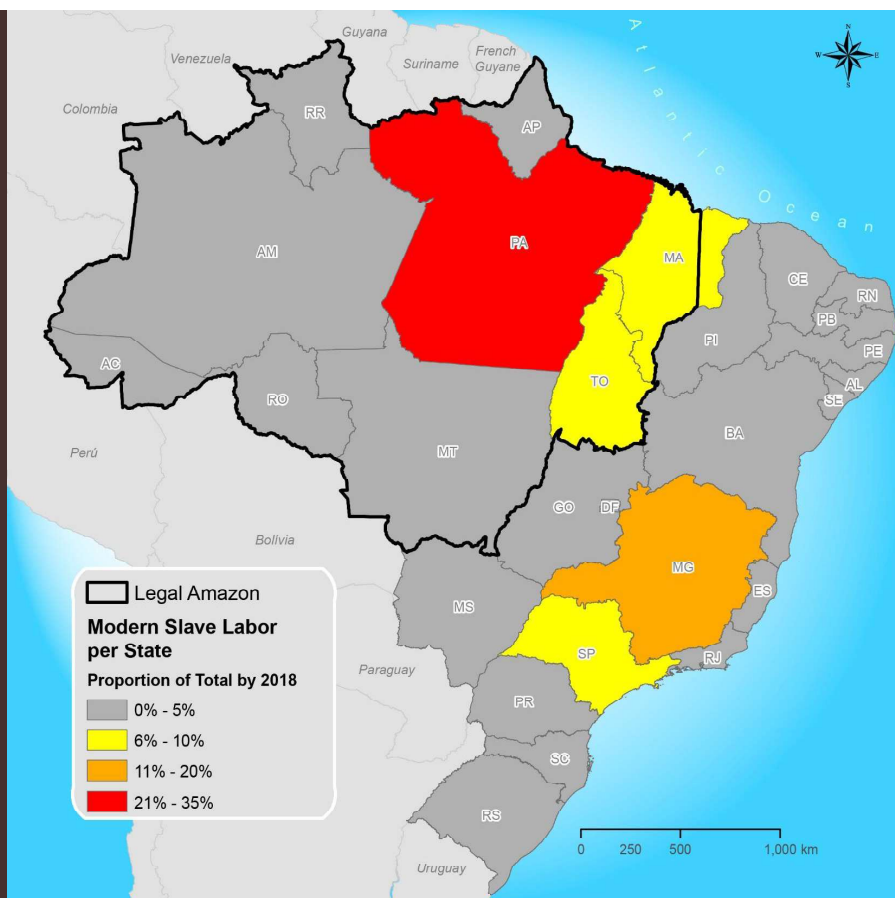 Guyana
Venezuela
Suriname
French
Guyane
Colombia
N
W
E
S
Atlantic Ocean
RR
AP
AM
PA
MA
CE
RN
PB
PE
PI
AL
SE
AC
RO
TO
BA
MT
Perú
GO
DF
Bolivia
MG
ES
MS
SP
RJ
Paraguay
PR
SC
RS
Uruguay
Legal Amazon
Modern Slave Labor
per State
Proportion of Total by 2018
0% - 5%
6% - 10%
11% - 20%
21% - 35%
0 250 500 1,000 km